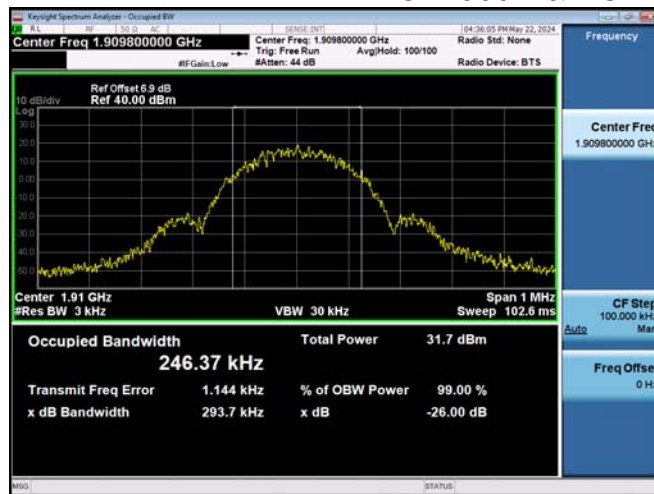 Keysight Spectrum Analyzer - Occupied BW
RL RF 50 Ω AC SENSE:INT 04:36:05 PM May 22, 2024
Center Freq 1.909800000 GHz Center Freq: 1.909800000 GHz Radio Std: None Frequency
Trig: Free Run Avg|Hold: 100/100
#IFGain:Low #Atten: 44 dB Radio Device: BTS
Ref Offset 6.9 dB
10 dB/div Ref 40.00 dBm
Log
30.0
20.0
10.0
0.00
-10.0
-20.0
-30.0
-40.0
-50.0
Center Freq
1.909800000 GHz
Center 1.91 GHz Span 1 MHz
#Res BW 3 kHz VBW 30 kHz Sweep 102.6 ms
CF Step
100.000 kHz
Auto Man
Occupied Bandwidth Total Power 31.7 dBm
246.37 kHz
Transmit Freq Error 1.144 kHz % of OBW Power 99.00 %
x dB Bandwidth 293.7 kHz x dB -26.00 dB
Freq Offse
0 H
MSG STATUS